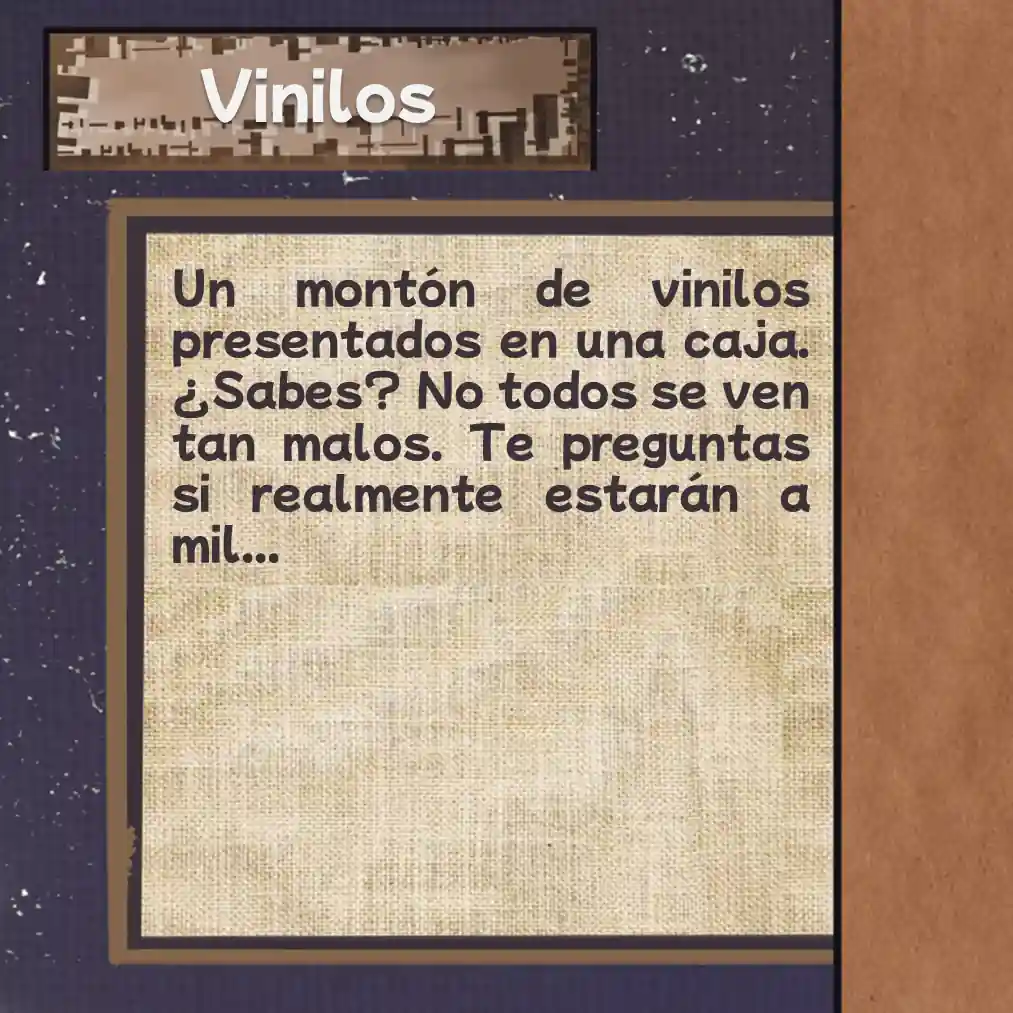 Vinilos
Un montón de vinilos
presentados en una caja.
¿Sabes? No todos se ven
tan malos. Te preguntas
si realmente estarán a
mil...